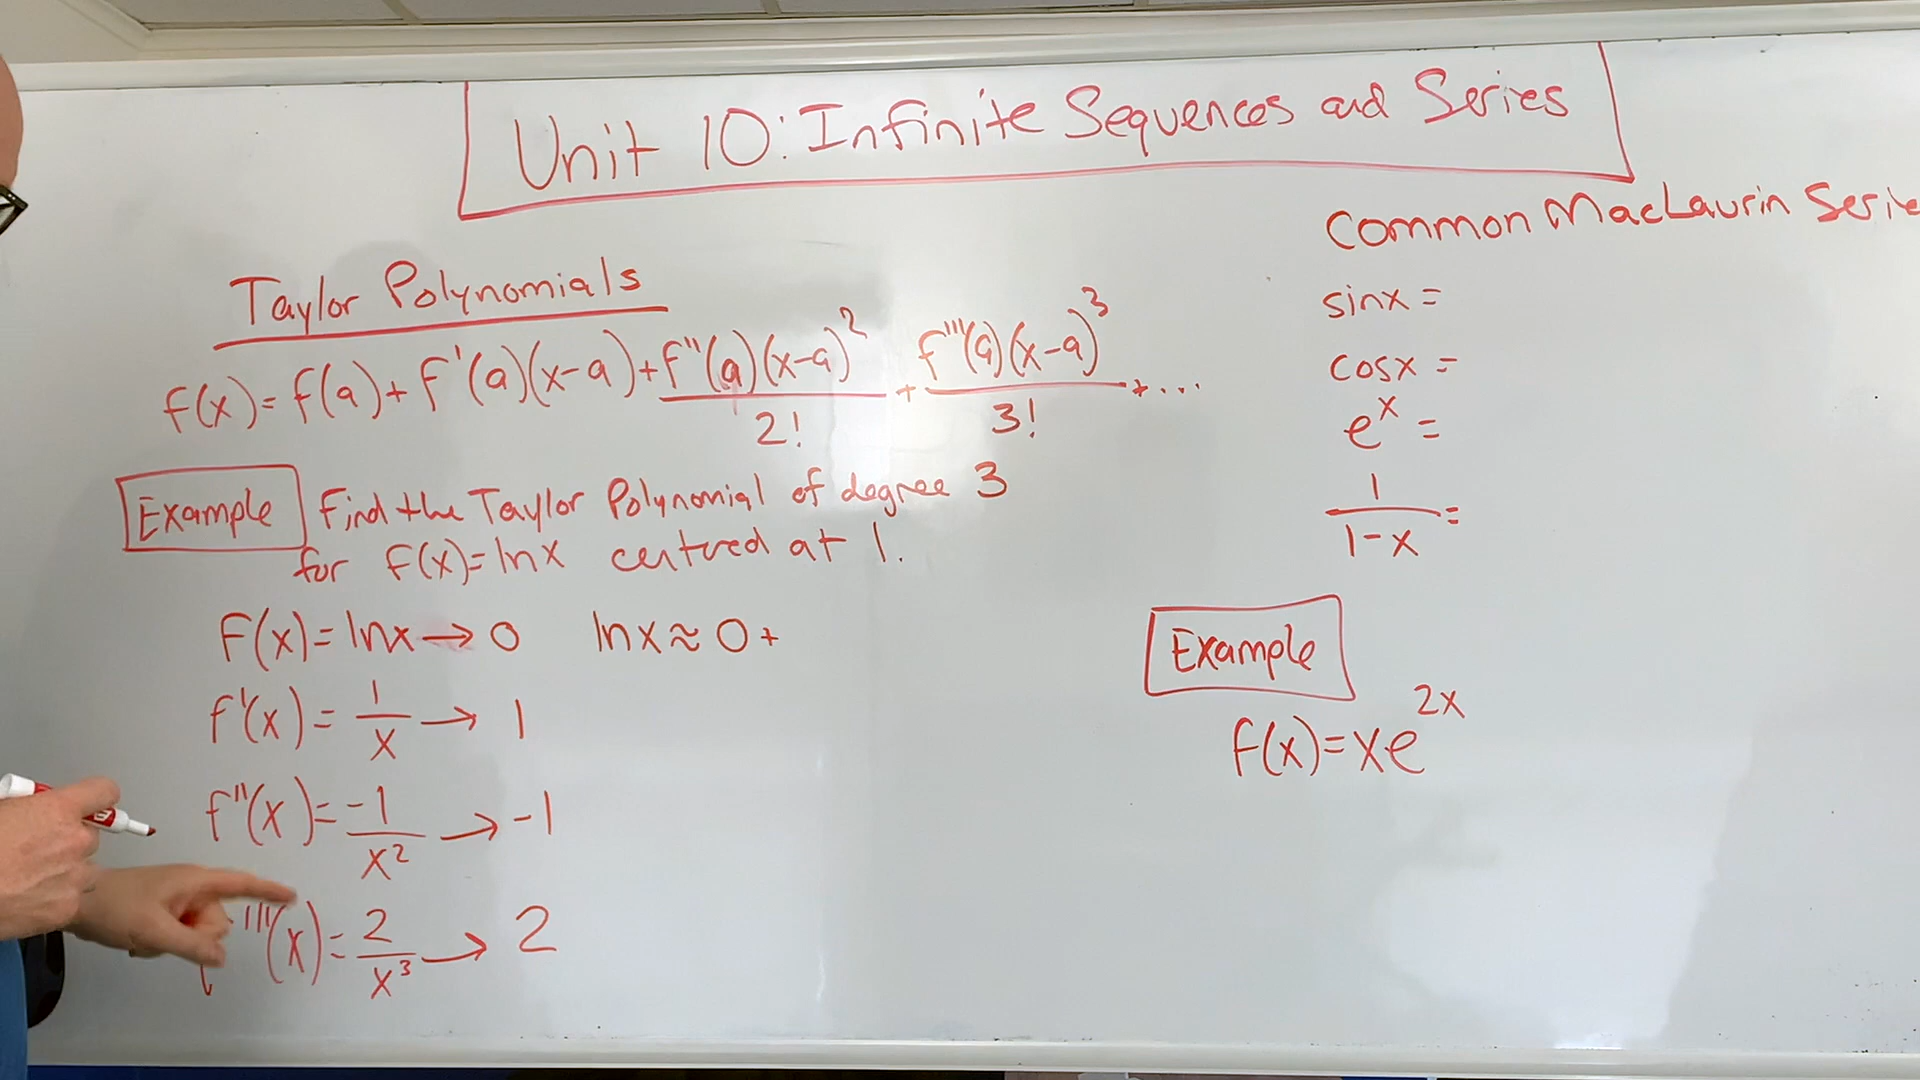 Unit 10: Infinite Sequences and Series
Taylor Polynomials
f(x) = f(a) + f'(a)(x-a) + f''(a)(x-a)^2/2! + f'''(a)(x-a)^3/3! + ...
Example Find the Taylor Polynomial of degree 3
for f(x)=lnx centred at 1.
f(x) = lnx → 0 lnx ≈ 0 +
f'(x) = 1/x → 1
f''(x) = -1/x^2 → -1
f'''(x) = 2/x^3 → 2
Common MacLaurin Serie
sinx =
cosx =
e^x =
1/(1-x) =
Example
f(x)=xe^2x